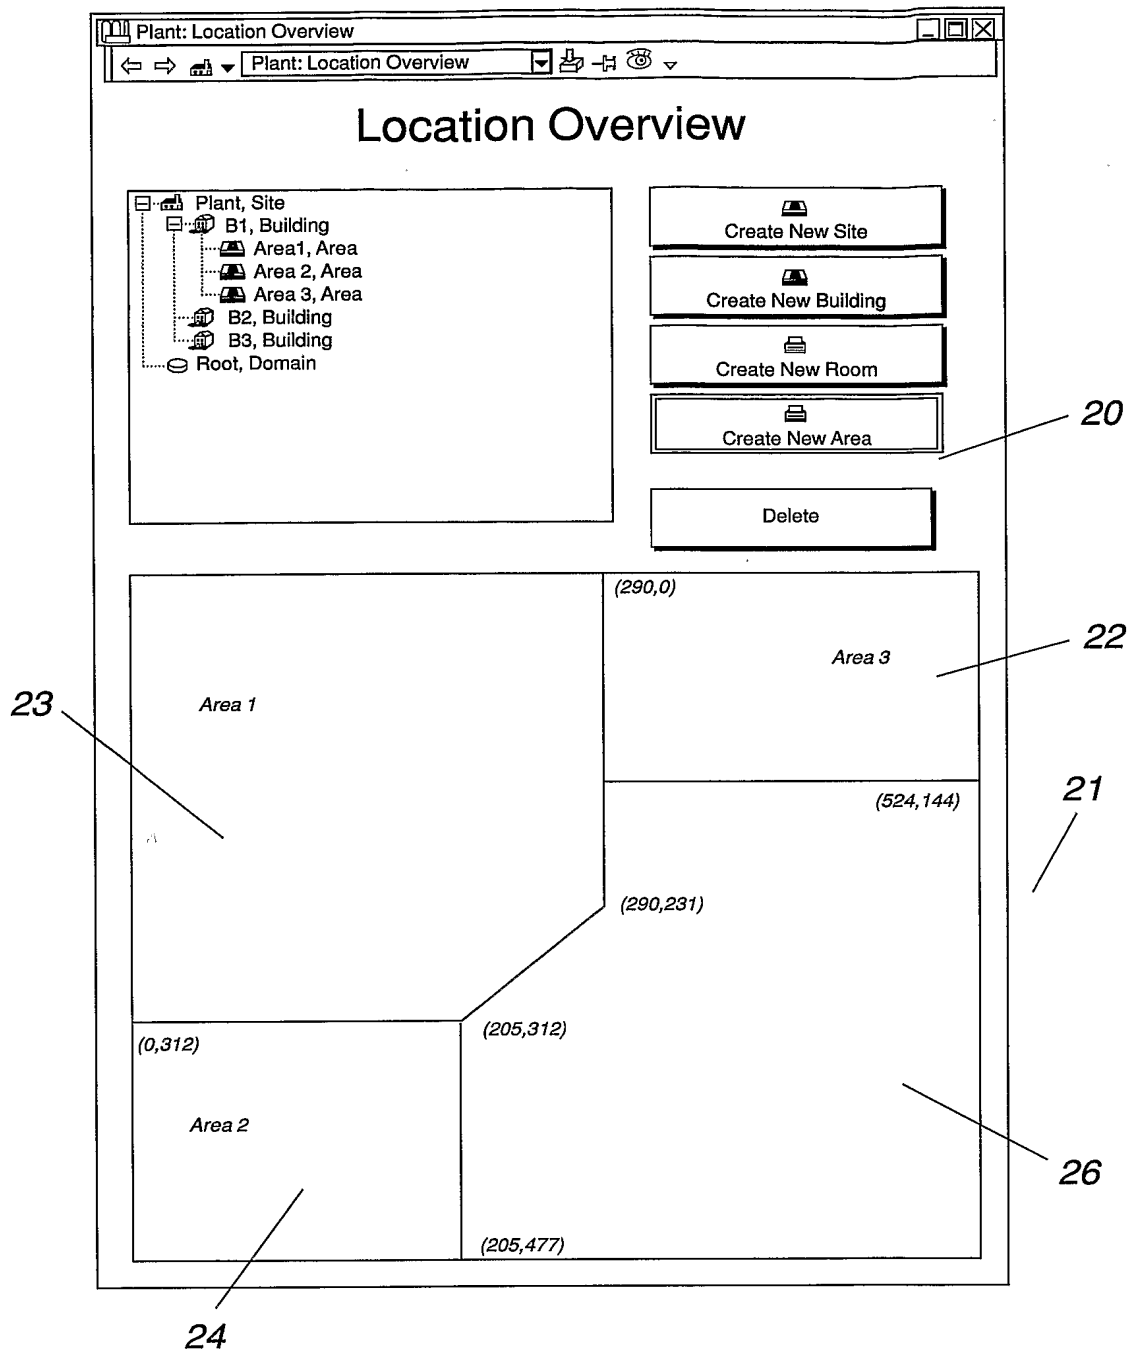 Plant: Location Overview
Plant: Location Overview
Location Overview
Plant, Site
B1, Building
Area1, Area
Area 2, Area
Area 3, Area
B2, Building
B3, Building
Root, Domain
Create New Site
Create New Building
Create New Room
Create New Area
Delete
20
(290,0)
Area 3
22
Area 1
23
(524,144)
21
(290,231)
(205,312)
(0,312)
Area 2
26
(205,477)
24